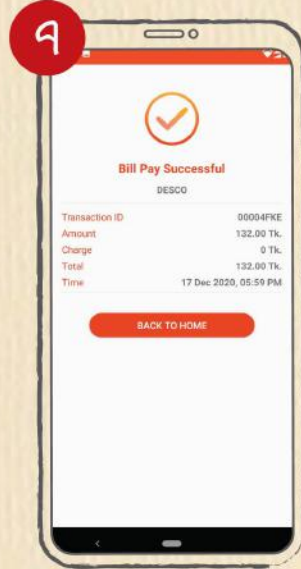 ৭
Bill Pay Successful
DESCO
Transaction ID 00004FKE
Amount 132.00 Tk.
Charge 0 Tk.
Total 132.00 Tk.
Time 17 Dec 2020, 05:59 PM
BACK TO HOME